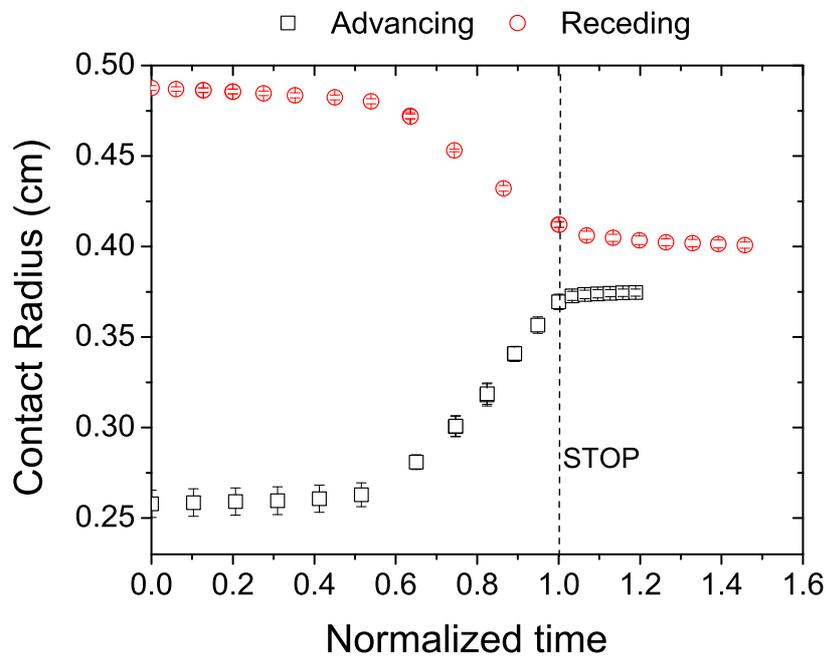 Advancing Receding
0.50
0.45
0.40
0.35
0.30
0.25
Contact Radius (cm)
STOP
0.0 0.2 0.4 0.6 0.8 1.0 1.2 1.4 1.6
Normalized time